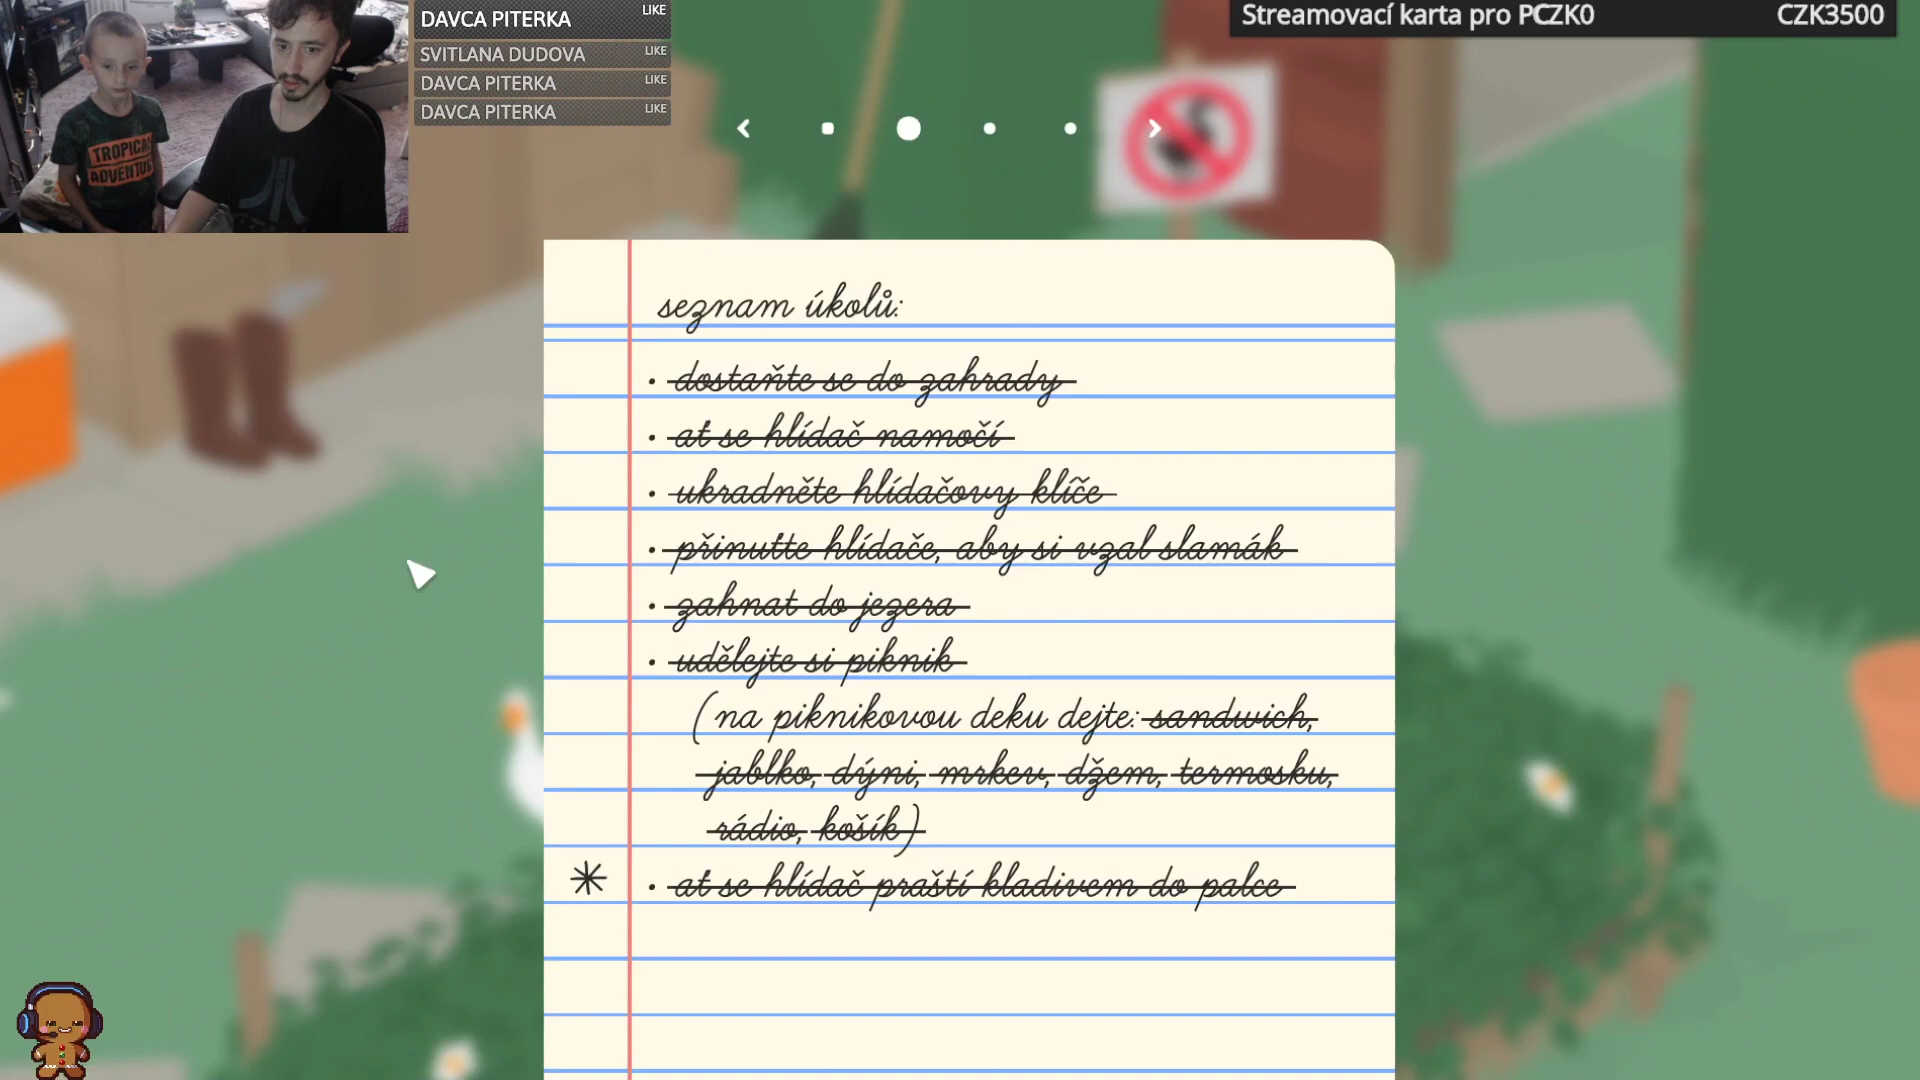 DAVCA PITERKA LIKE
SVITLANA DUDOVA LIKE
DAVCA PITERKA LIKE
DAVCA PITERKA LIKE
Streamovací karta pro PCZK0 CZK3500
TROPICAL
ADVENTURE
seznam úkolů:
• dostaňte se do zahrady
• ať se hlídač namočí
• ukradněte hlídačovy klíče
• přinuťte hlídače, aby si vzal slamák
• zahnat do jezera
• udělejte si piknik
(na piknikovou deku dejte: sandwich,
jablko, dýni, mrkev, džem, termosku,
rádio, košík)
• ať se hlídač praští kladivem do palce